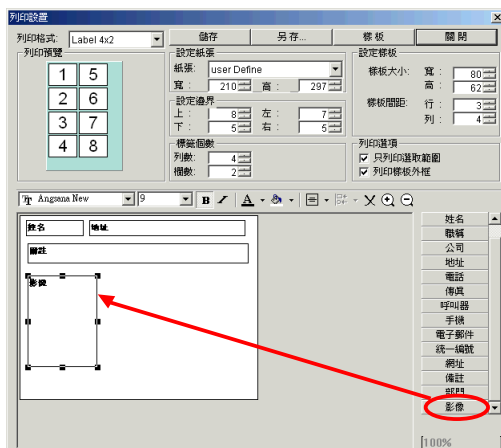 列印設置
列印格式: Label 4x2
儲存 另存... 樣板 關閉
列印預覽
1 5
2 6
3 7
4 8
設定紙張
紙張: user Define
寬: 210 高: 297
設定邊界
上: 8 左: 7
下: 5 右: 5
標籤個數
列數: 4
欄數: 2
設定樣板
樣板大小: 寬: 80
高: 62
樣板間距: 行: 3
列: 4
列印選項
只列印選取範圍
列印樣板外框
Angsana New 9 B I A
姓名 地址
備註
影像
姓名
職稱
公司
地址
電話
傳真
呼叫器
手機
電子郵件
統一編號
網址
備註
部門
影像
100%